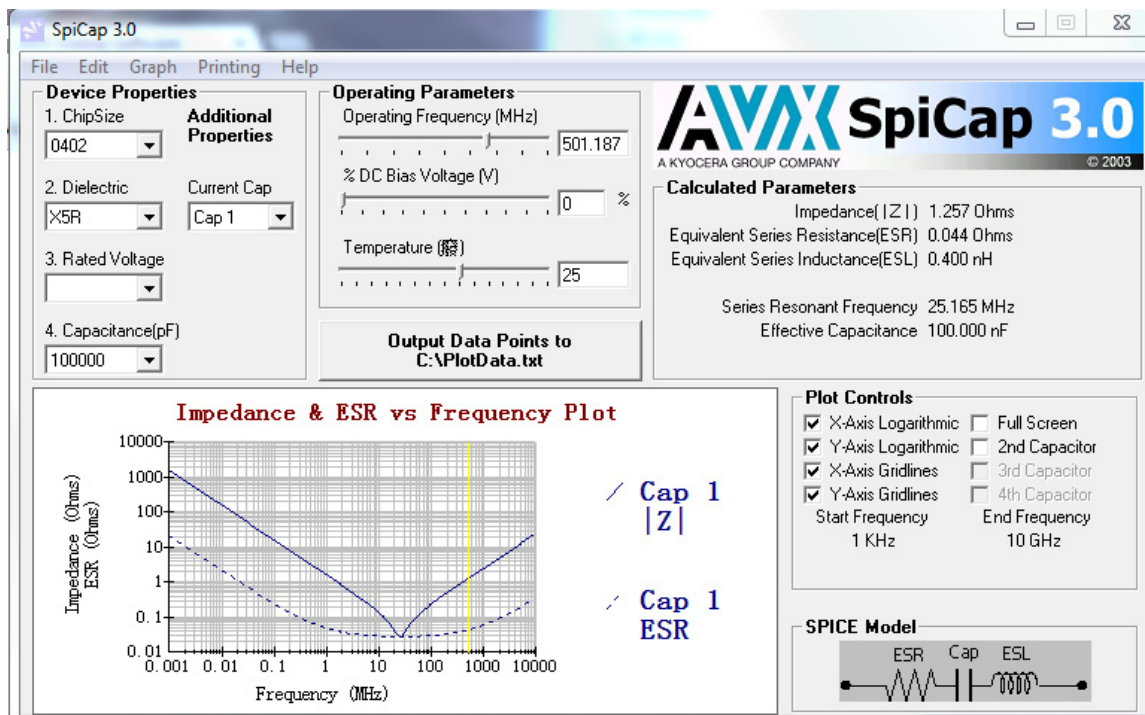 SpiCap 3.0
File Edit Graph Printing Help
Device Properties
1. ChipSize
0402
Additional
Properties
2. Dielectric
X5R
Current Cap
Cap 1
3. Rated Voltage
4. Capacitance(pF)
100000
Operating Parameters
Operating Frequency (MHz)
501.187
% DC Bias Voltage (V)
0 %
Temperature (癈)
25
Output Data Points to
C:\PlotData.txt
AVX SpiCap 3.0
A KYOCERA GROUP COMPANY
© 2003
Calculated Parameters
Impedance(|Z|) 1.257 Ohms
Equivalent Series Resistance(ESR) 0.044 Ohms
Equivalent Series Inductance(ESL) 0.400 nH
Series Resonant Frequency 25.165 MHz
Effective Capacitance 100.000 nF
Impedance & ESR vs Frequency Plot
Impedance (Ohms)
ESR (Ohms)
10000
1000
100
10
1
0.1
0.01
0.001 0.01 0.1 1 10 100 1000 10000
Frequency (MHz)
Cap 1
|Z|
Cap 1
ESR
Plot Controls
X-Axis Logarithmic
Full Screen
Y-Axis Logarithmic
2nd Capacitor
X-Axis Gridlines
3rd Capacitor
Y-Axis Gridlines
4th Capacitor
Start Frequency
End Frequency
1 KHz
10 GHz
SPICE Model
ESR Cap ESL